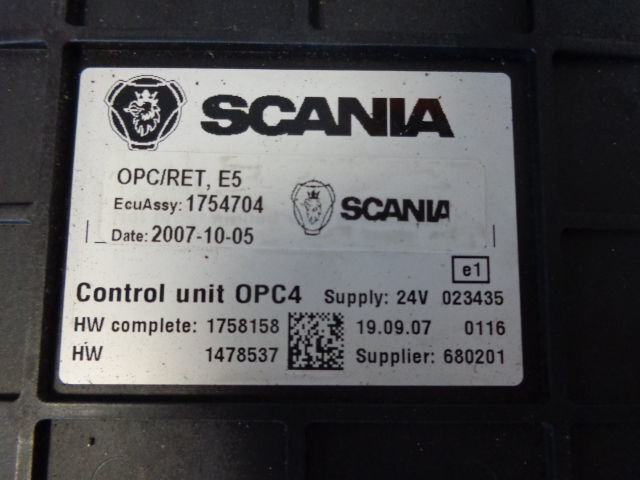 SCANIA
OPC/RET, E5
EcuAssy: 1754704
SCANIA
Date: 2007-10-05
e1
Control unit OPC4 Supply: 24V 023435
HW complete: 1758158 19.09.07 0116
HW 1478537 Supplier: 680201